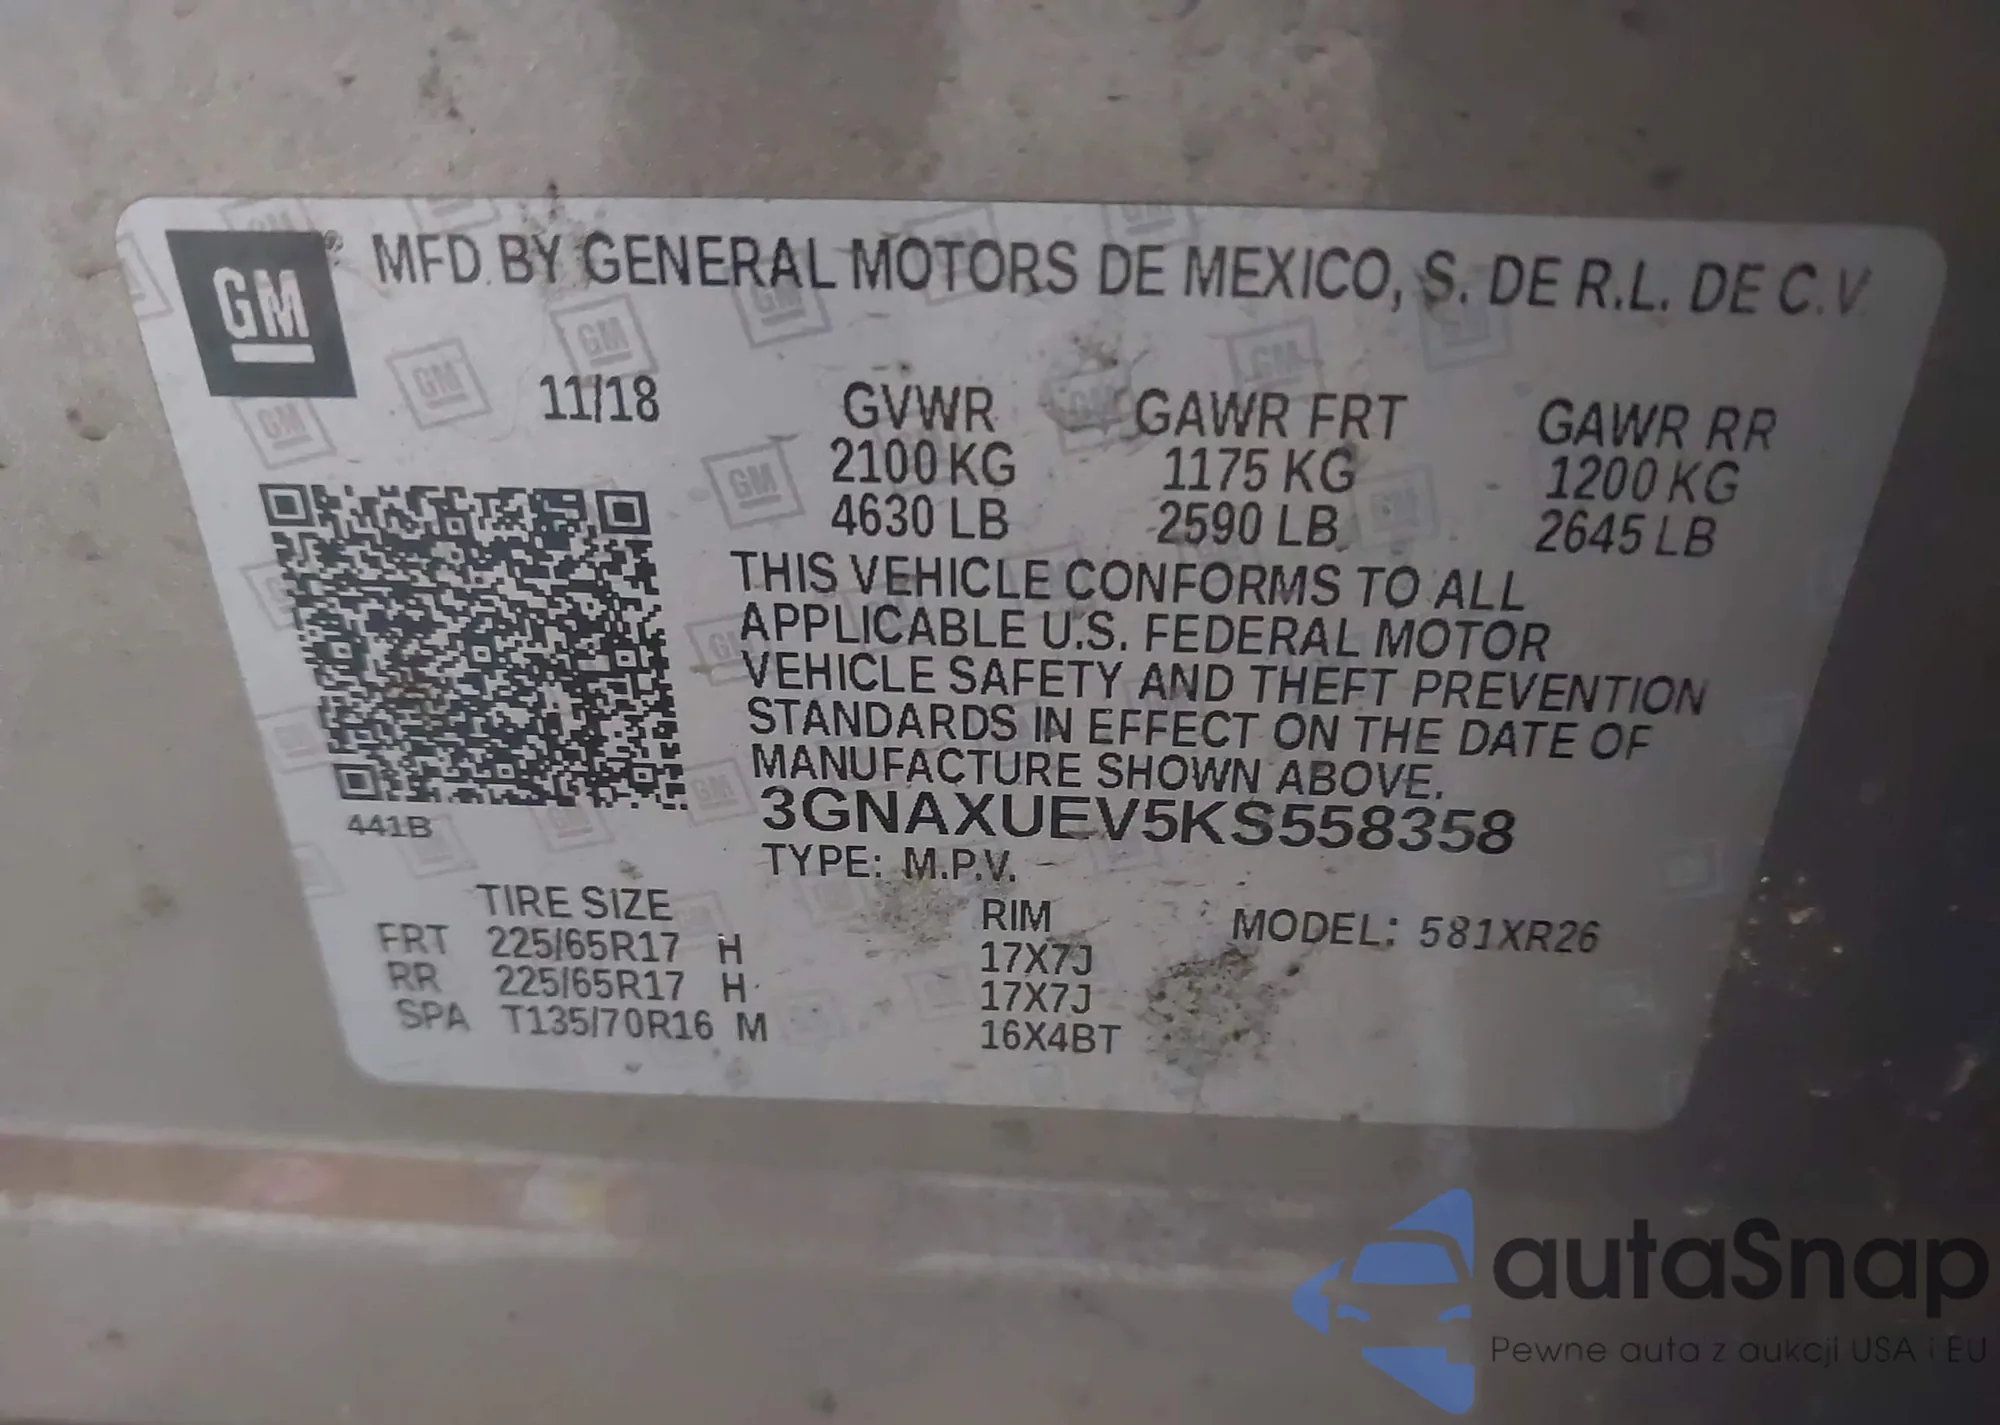 GM ® MFD. BY GENERAL MOTORS DE MEXICO, S. DE R.L. DE C.V.
11/18 GVWR GAWR FRT GAWR RR
2100 KG 1175 KG 1200 KG
4630 LB 2590 LB 2645 LB
THIS VEHICLE CONFORMS TO ALL
APPLICABLE U.S. FEDERAL MOTOR
VEHICLE SAFETY AND THEFT PREVENTION
STANDARDS IN EFFECT ON THE DATE OF
MANUFACTURE SHOWN ABOVE.
3GNAXUEV5KS558358
441B
TYPE: M.P.V.
TIRE SIZE RIM MODEL: 581XR26
FRT 225/65R17 H 17X7J
RR 225/65R17 H 17X7J
SPA T135/70R16 M 16X4BT
autaSnap
Pewne auta z aukcji USA i EU